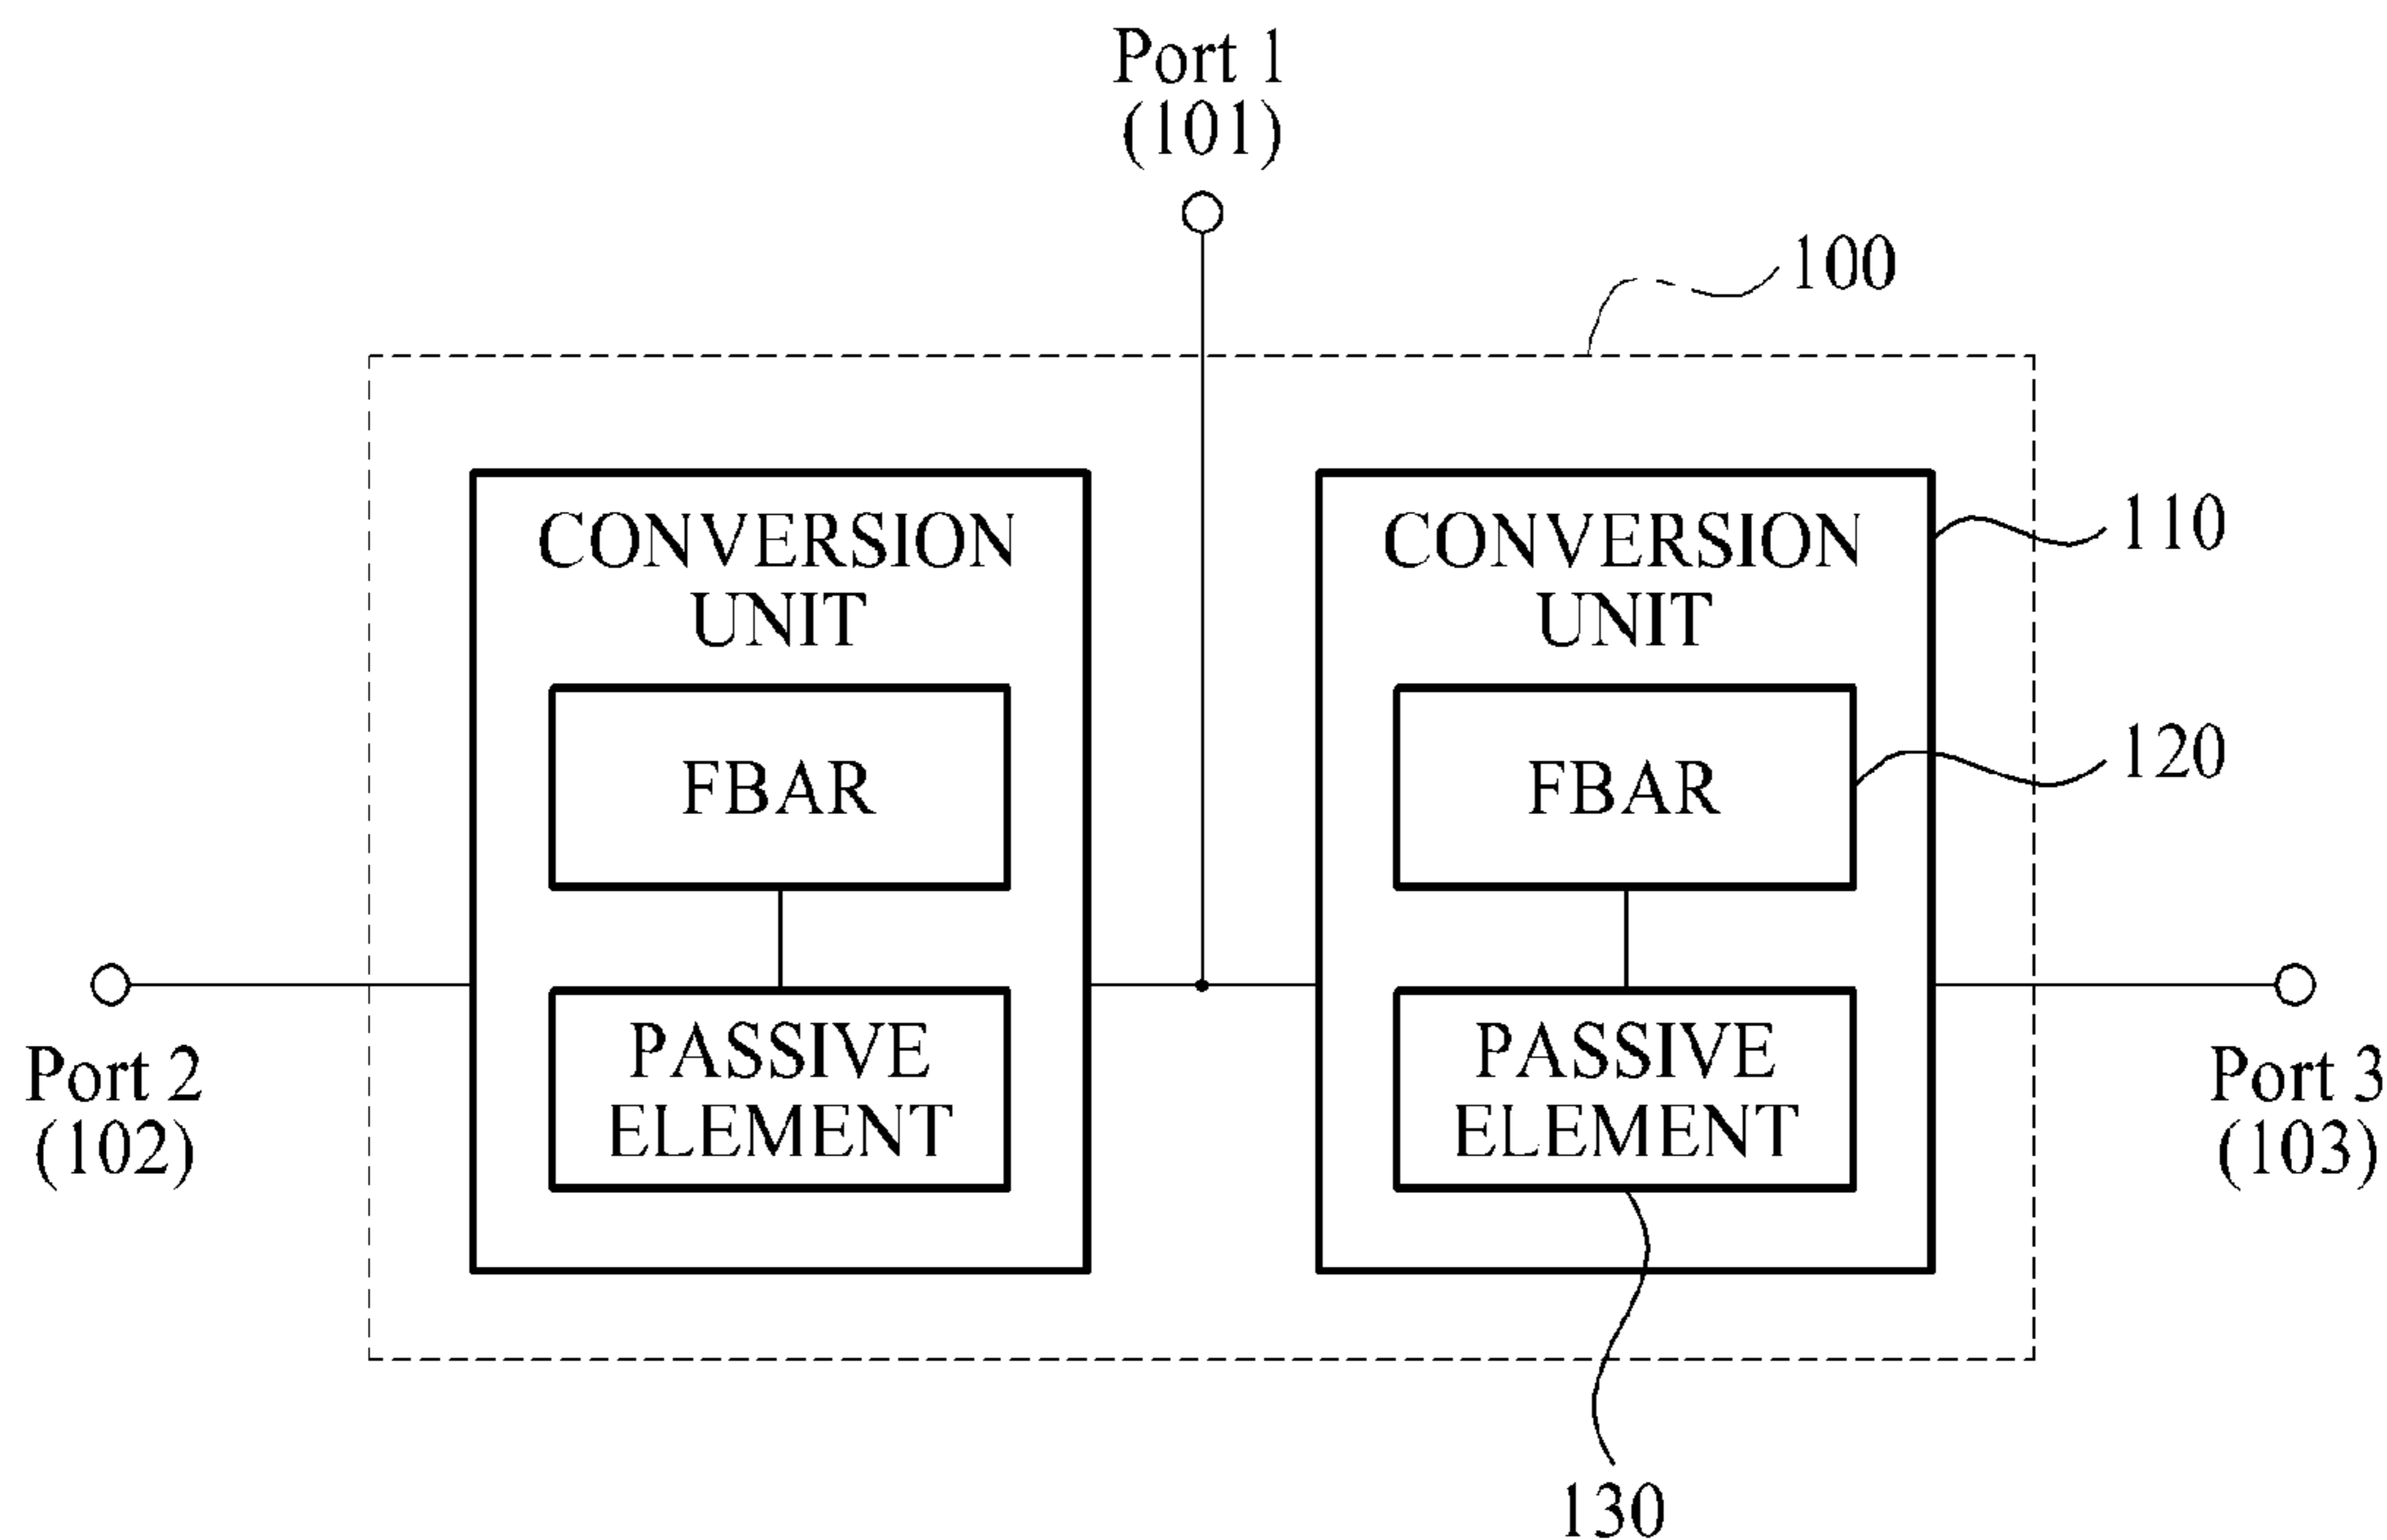 Port 1
(101)
100
CONVERSION
UNIT
FBAR
PASSIVE
ELEMENT
CONVERSION
UNIT
FBAR
PASSIVE
ELEMENT
110
120
Port 2
(102)
Port 3
(103)
130